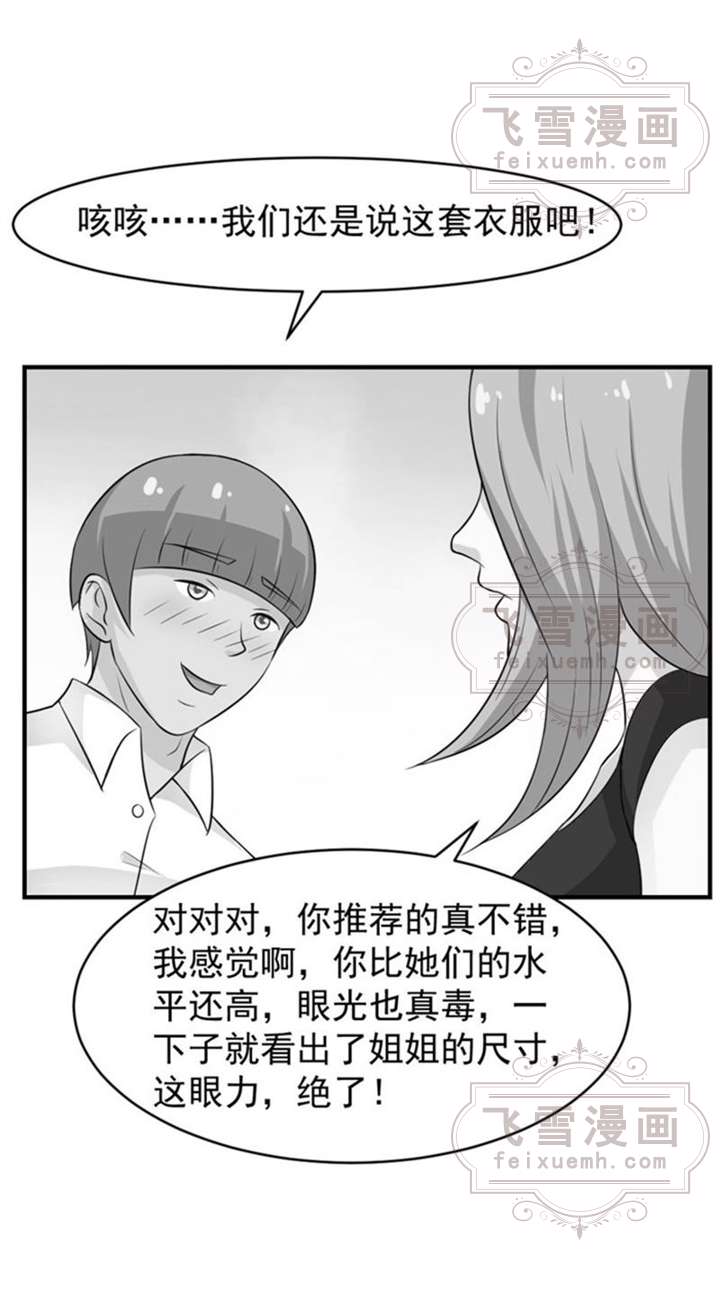 飞雪漫画
feixuemh.com
咳咳……我们还是说这套衣服吧！
飞雪漫画
feixuemh.com
对对对，你推荐的真不错，
我感觉啊，你比她们的水
平还高，眼光也真毒，一
下子就看出了姐姐的尺寸，
这眼力，绝了！
飞雪漫画
feixuemh.com